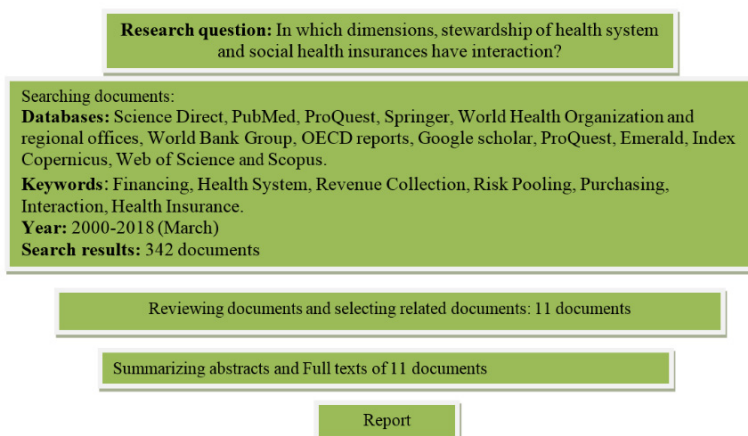 Research question: In which dimensions, stewardship of health system
and social health insurances have interaction?
Searching documents:
Databases: Science Direct, PubMed, ProQuest, Springer, World Health Organization and
regional offices, World Bank Group, OECD reports, Google scholar, ProQuest, Emerald, Index
Copernicus, Web of Science and Scopus.
Keywords: Financing, Health System, Revenue Collection, Risk Pooling, Purchasing,
Interaction, Health Insurance.
Year: 2000-2018 (March)
Search results: 342 documents
Reviewing documents and selecting related documents: 11 documents
Summarizing abstracts and Full texts of 11 documents
Report